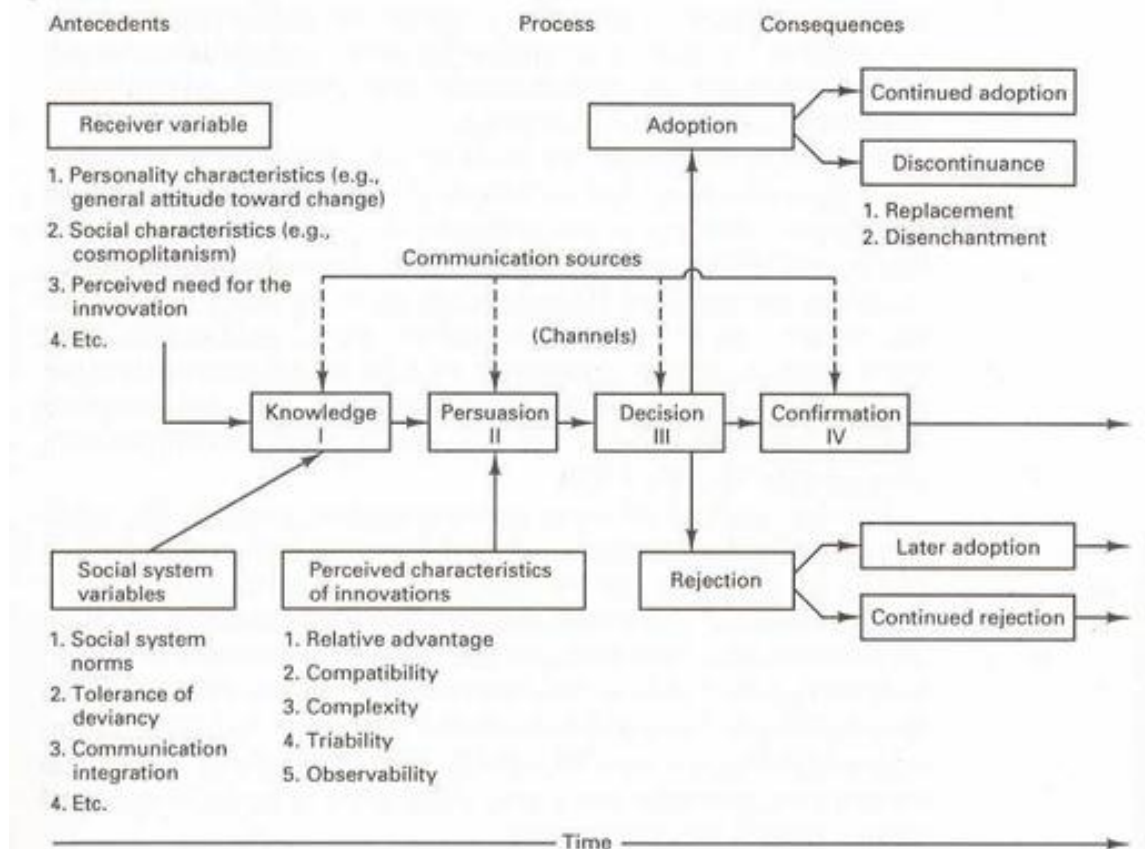 Antecedents
Process
Consequences
Receiver variable
1. Personality characteristics (e.g.,
general attitude toward change)
2. Social characteristics (e.g.,
cosmoplitanism)
3. Perceived need for the
innvovation
4. Etc.
Adoption
Continued adoption
Discontinuance
1. Replacement
2. Disenchantment
Communication sources
(Channels)
Knowledge
I
Persuasion
II
Decision
III
Confirmation
IV
Social system
variables
1. Social system
norms
2. Tolerance of
deviancy
3. Communication
integration
4. Etc.
Perceived characteristics
of innovations
1. Relative advantage
2. Compatibility
3. Complexity
4. Triability
5. Observability
Rejection
Later adoption
Continued rejection
Time